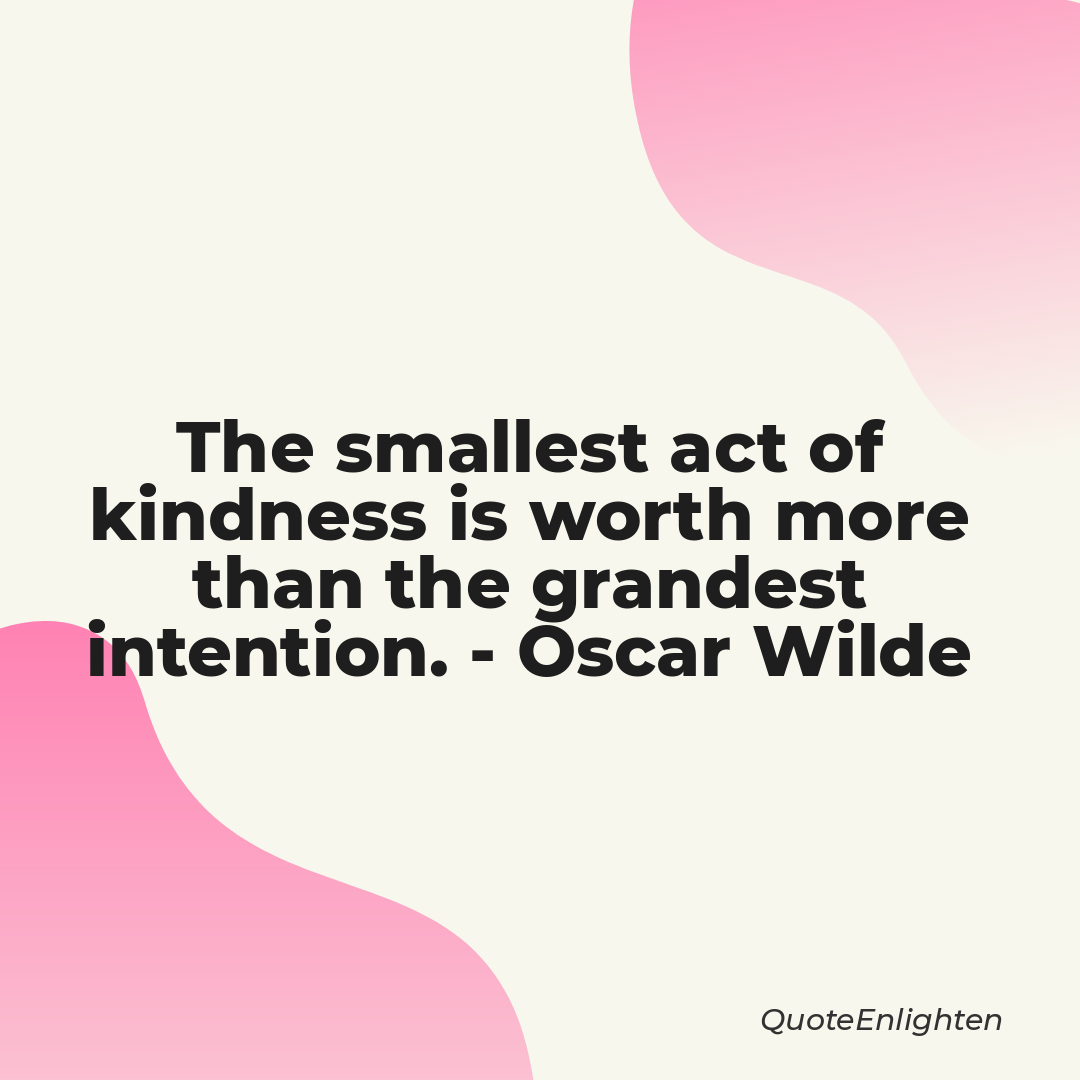 The smallest act of
kindness is worth more
than the grandest
intention. - Oscar Wilde
QuoteEnlighten